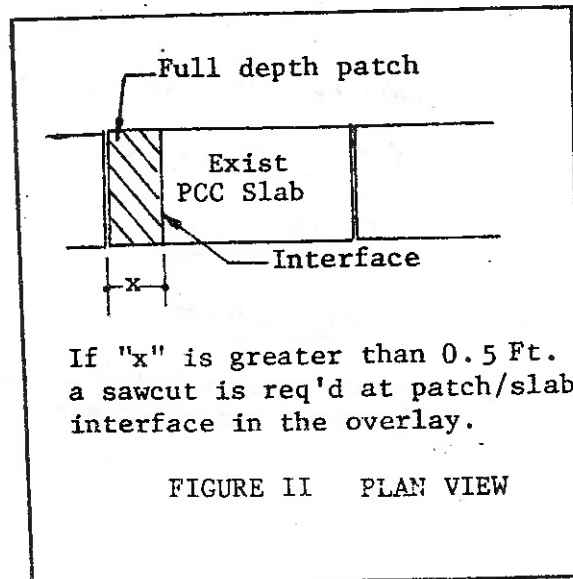 Full depth patch
Exist
PCC Slab
Interface
x
If "x" is greater than 0.5 Ft.
a sawcut is req'd at patch/slab
interface in the overlay.
FIGURE II PLAN VIEW